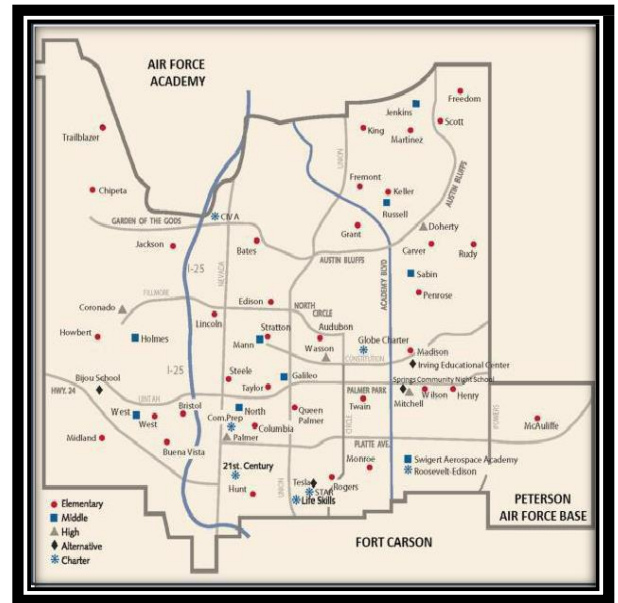 AIR FORCE
ACADEMY
Freedom
Jenkins
Trailblazer
King
Scott
Martinez
UNION
AUSTIN BLUFFS
Fremont
Chipeta
Keller
Russell
CIVA
GARDEN OF THE GODS
Grant
Doherty
Jackson
Bates
Carver
Rudy
AUSTIN BLUFFS
I-25
NEVADA
ACADEMY BLVD
Sabin
FILLMORE
Edison
Penrose
Coronado
NORTH
CIRCLE
Lincoln
Howbert
Holmes
Stratton
Audubon
Mann
Wasson
Globe Charter
Madison
CONSTITUTION
I-25
Irving Educational Center
Bijou School
Steele
Galileo
Springs Community Night School
HWY. 24
UINTAH
Taylor
PALMER PARK
Mitchell
Wilson
Henry
West
West
Bristol
North
Com.Prep
Queen
Palmer
Twain
CIRCLE
POWERS
McAuliffe
Columbia
Midland
Palmer
PLATTE AVE.
Buena Vista
Monroe
21st. Century
Swigert Aerospace Academy
Roosevelt-Edison
Tesla
Hunt
UNION
STAR
Rogers
Life Skills
Elementary
Middle
High
Alternative
Charter
PETERSON
AIR FORCE BASE
FORT CARSON